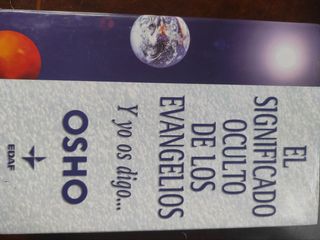 EL
SIGNIFICADO
OCULTO
DE LOS
EVANGELIOS
Y yo os digo...
OSHO
EDAF